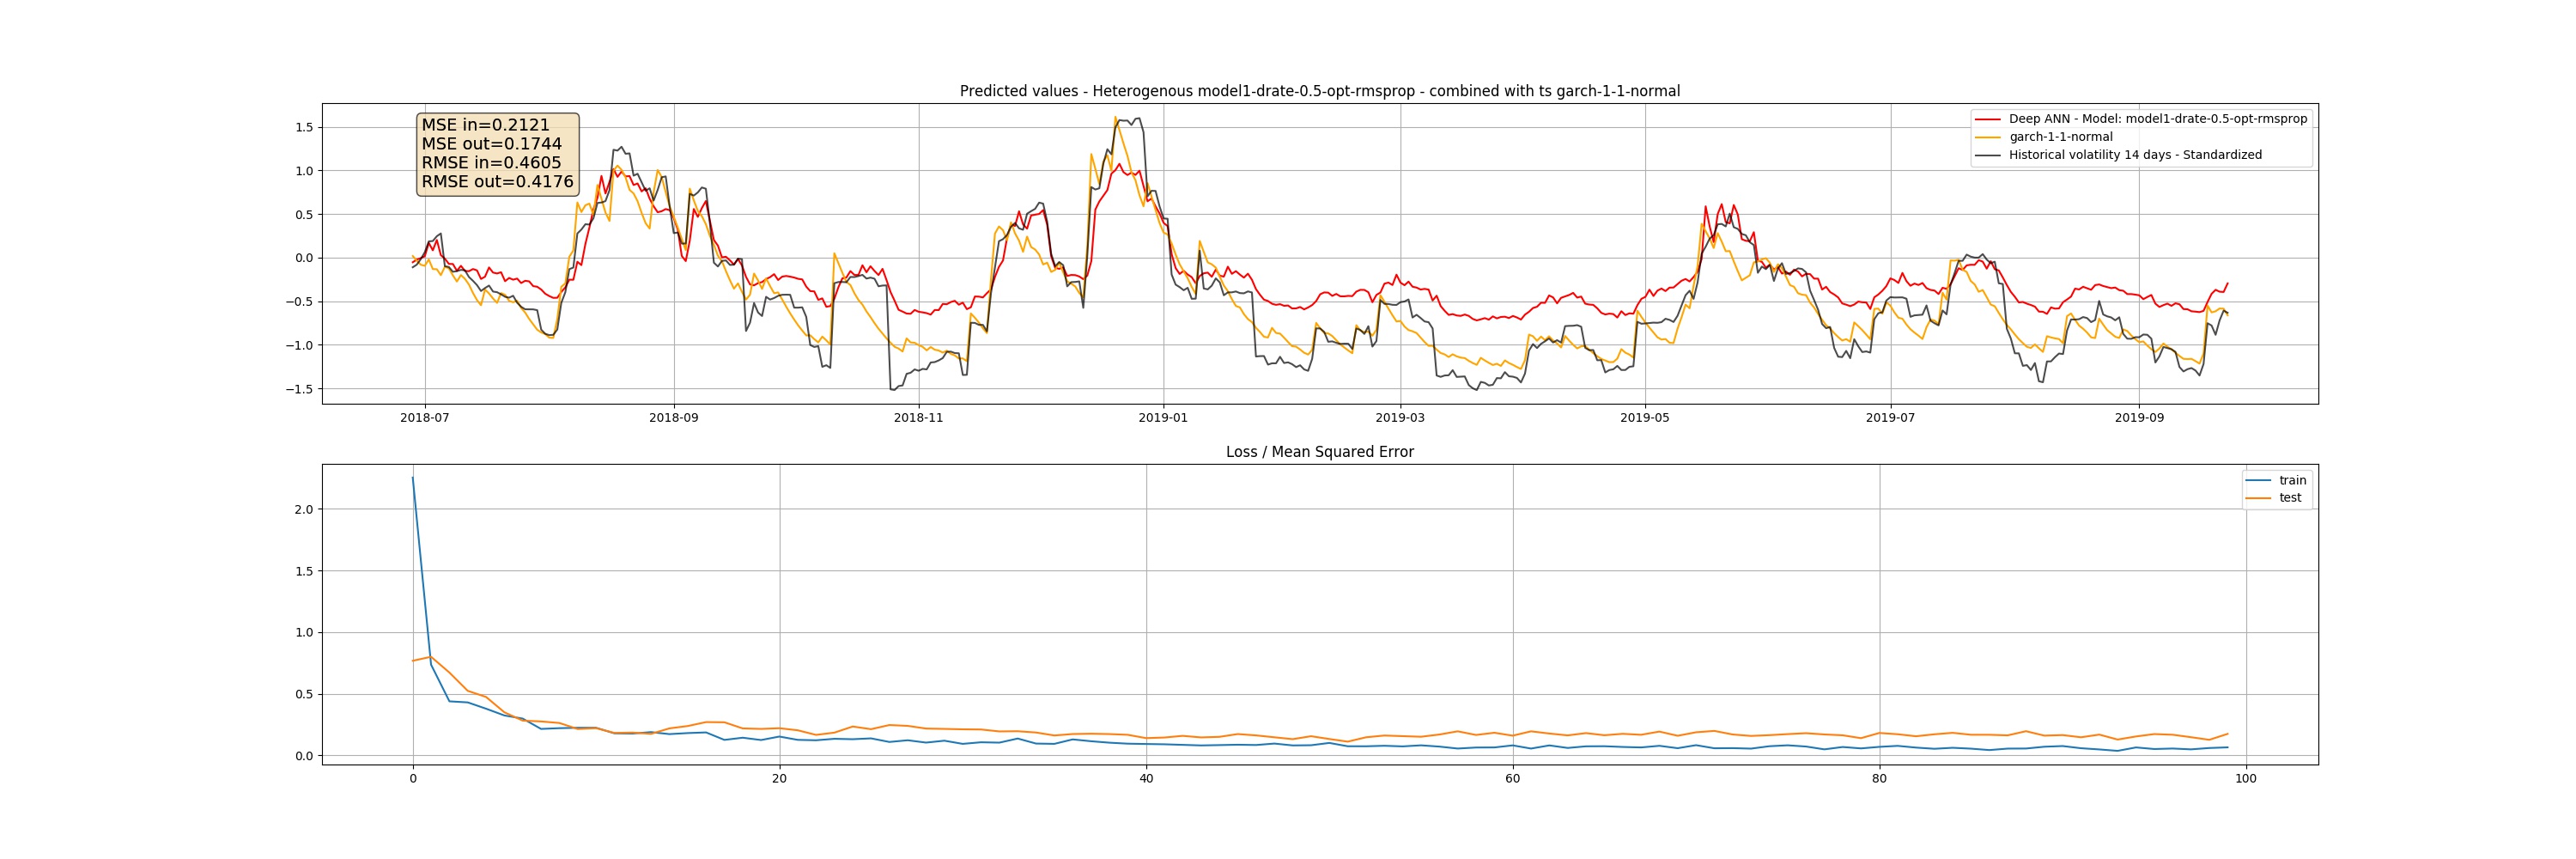 Predicted values - Heterogenous model1-drate-0.5-opt-rmsprop - combined with ts garch-1-1-normal
MSE in=0.2121
MSE out=0.1744
RMSE in=0.4605
RMSE out=0.4176
Deep ANN - Model: model1-drate-0.5-opt-rmsprop
garch-1-1-normal
Historical volatility 14 days - Standardized
1.5
1.0
0.5
0.0
−0.5
−1.0
−1.5
2018-07 2018-09 2018-11 2019-01 2019-03 2019-05 2019-07 2019-09
Loss / Mean Squared Error
train
test
2.0
1.5
1.0
0.5
0.0
0 20 40 60 80 100